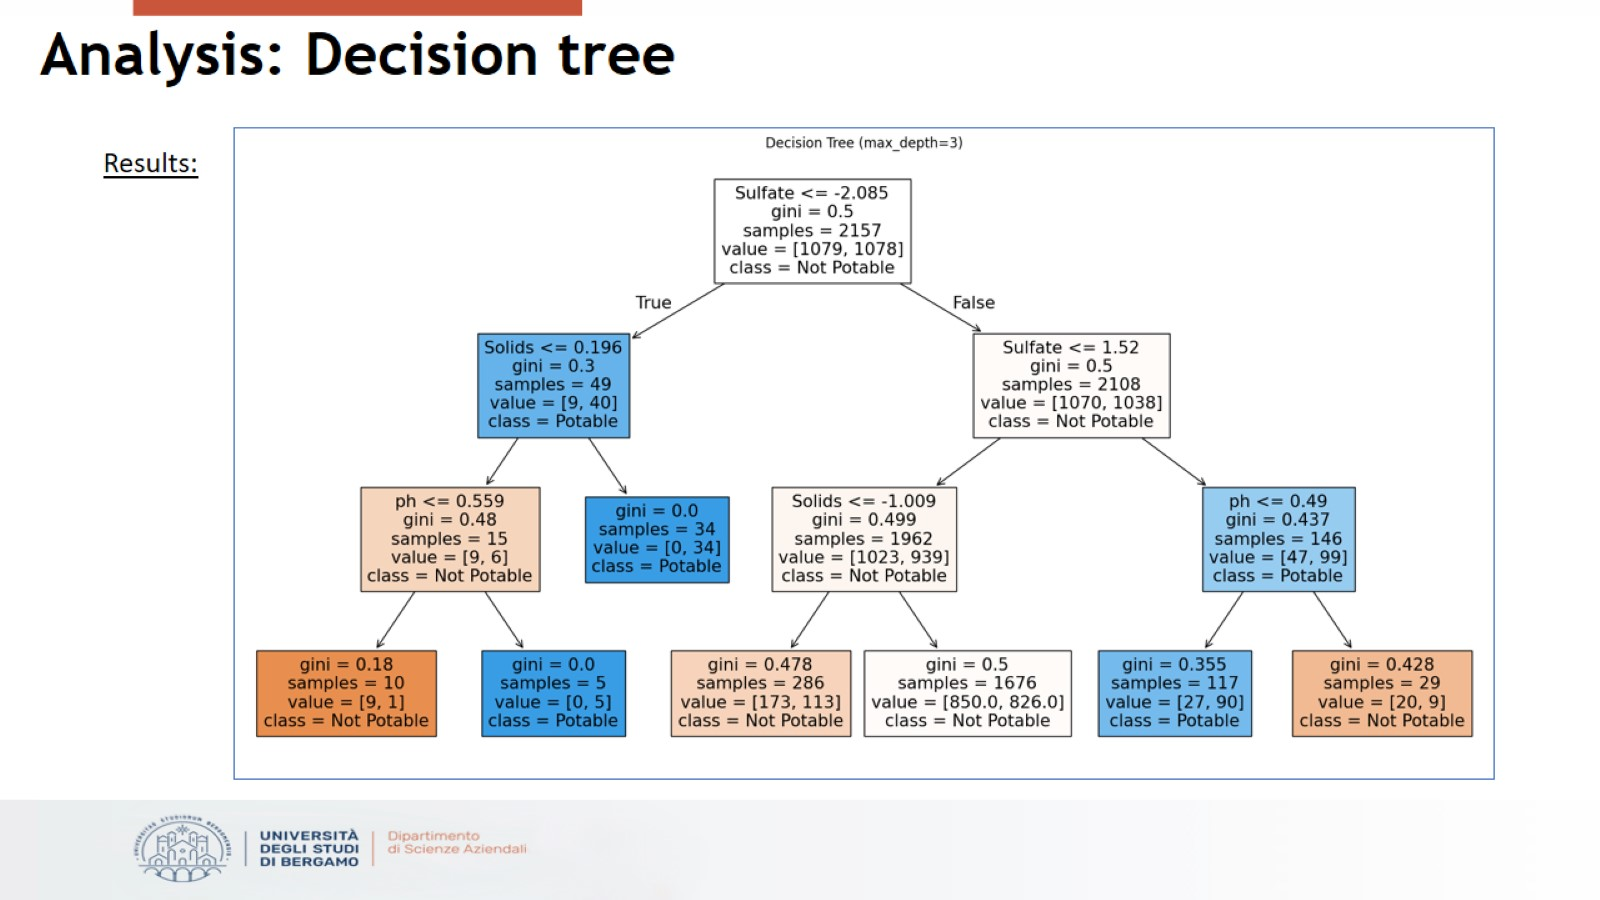 Analysis: Decision tree
Results:
Decision Tree (max_depth=3)
Sulfate <= -2.085
gini = 0.5
samples = 2157
value = [1079, 1078]
class = Not Potable
True
False
Solids <= 0.196
gini = 0.3
samples = 49
value = [9, 40]
class = Potable
Sulfate <= 1.52
gini = 0.5
samples = 2108
value = [1070, 1038]
class = Not Potable
ph <= 0.559
gini = 0.48
samples = 15
value = [9, 6]
class = Not Potable
gini = 0.0
samples = 34
value = [0, 34]
class = Potable
Solids <= -1.009
gini = 0.499
samples = 1962
value = [1023, 939]
class = Not Potable
ph <= 0.49
gini = 0.437
samples = 146
value = [47, 99]
class = Potable
gini = 0.18
samples = 10
value = [9, 1]
class = Not Potable
gini = 0.0
samples = 5
value = [0, 5]
class = Potable
gini = 0.478
samples = 286
value = [173, 113]
class = Not Potable
gini = 0.5
samples = 1676
value = [850.0, 826.0]
class = Not Potable
gini = 0.355
samples = 117
value = [27, 90]
class = Potable
gini = 0.428
samples = 29
value = [20, 9]
class = Not Potable
UNIVERSITÀ
DEGLI STUDI
DI BERGAMO
Dipartimento
di Scienze Aziendali